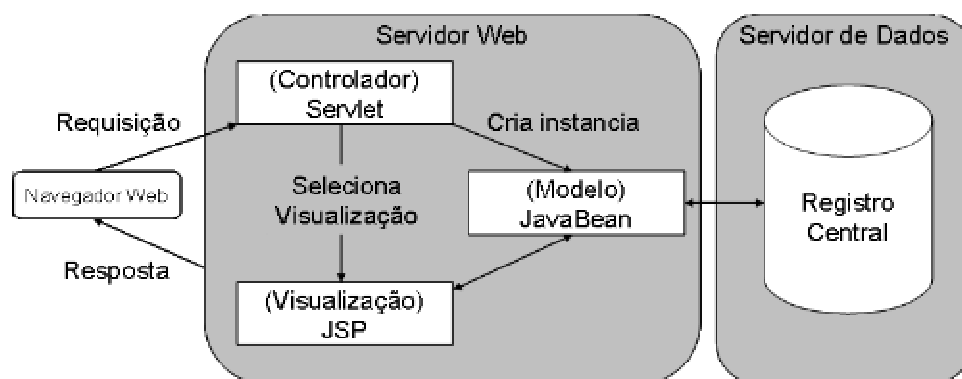 Servidor Web
Servidor de Dados
(Controlador)
Servlet
Requisição
Cria instancia
Navegador Web
Seleciona
Visualização
(Modelo)
JavaBean
Registro
Central
Resposta
(Visualização)
JSP